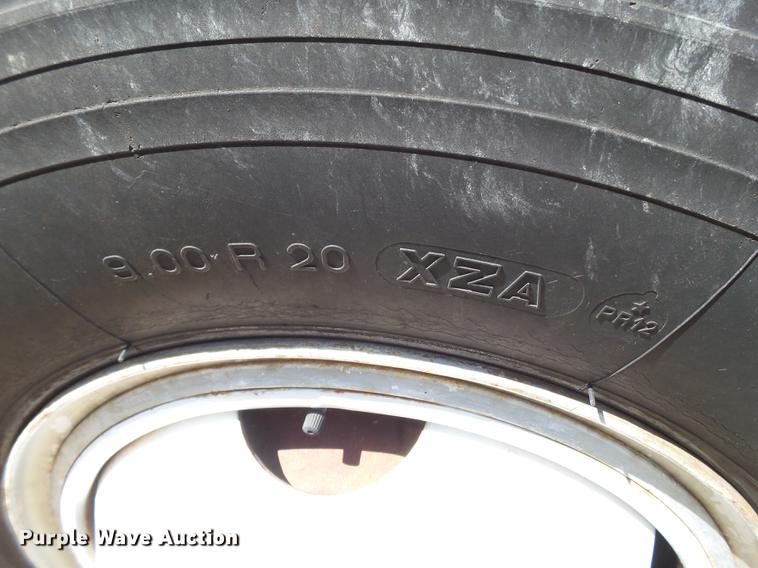 9.00 R 20 XZA
PR12
Purple Wave Auction